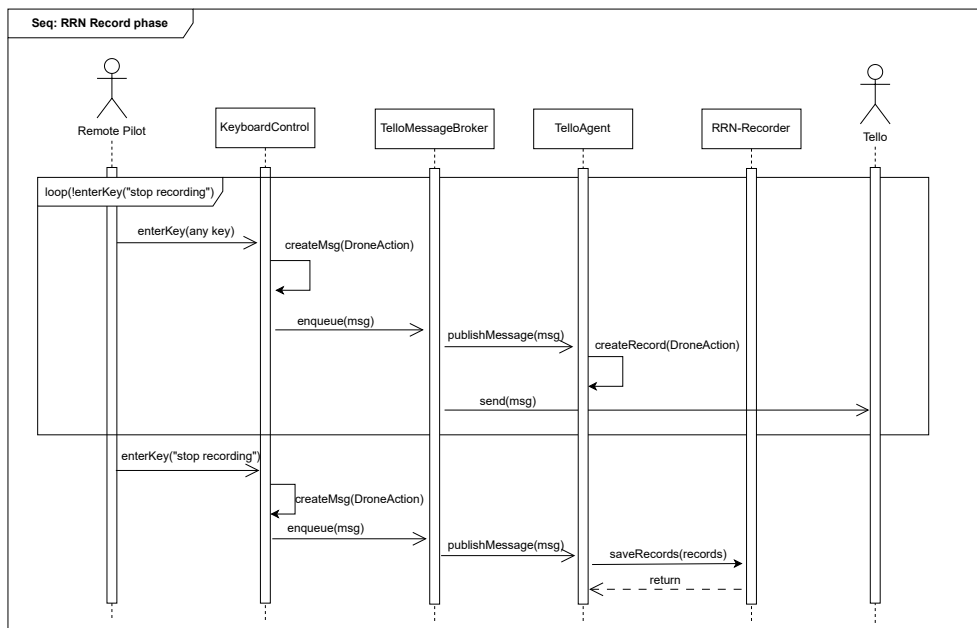 Seq: RRN Record phase
Remote Pilot
KeyboardControl
TelloMessageBroker
TelloAgent
RRN-Recorder
Tello
loop(!enterKey("stop recording")
enterKey(any key)
createMsg(DroneAction)
enqueue(msg)
publishMessage(msg)
createRecord(DroneAction)
send(msg)
enterKey("stop recording")
createMsg(DroneAction)
enqueue(msg)
publishMessage(msg)
saveRecords(records)
return